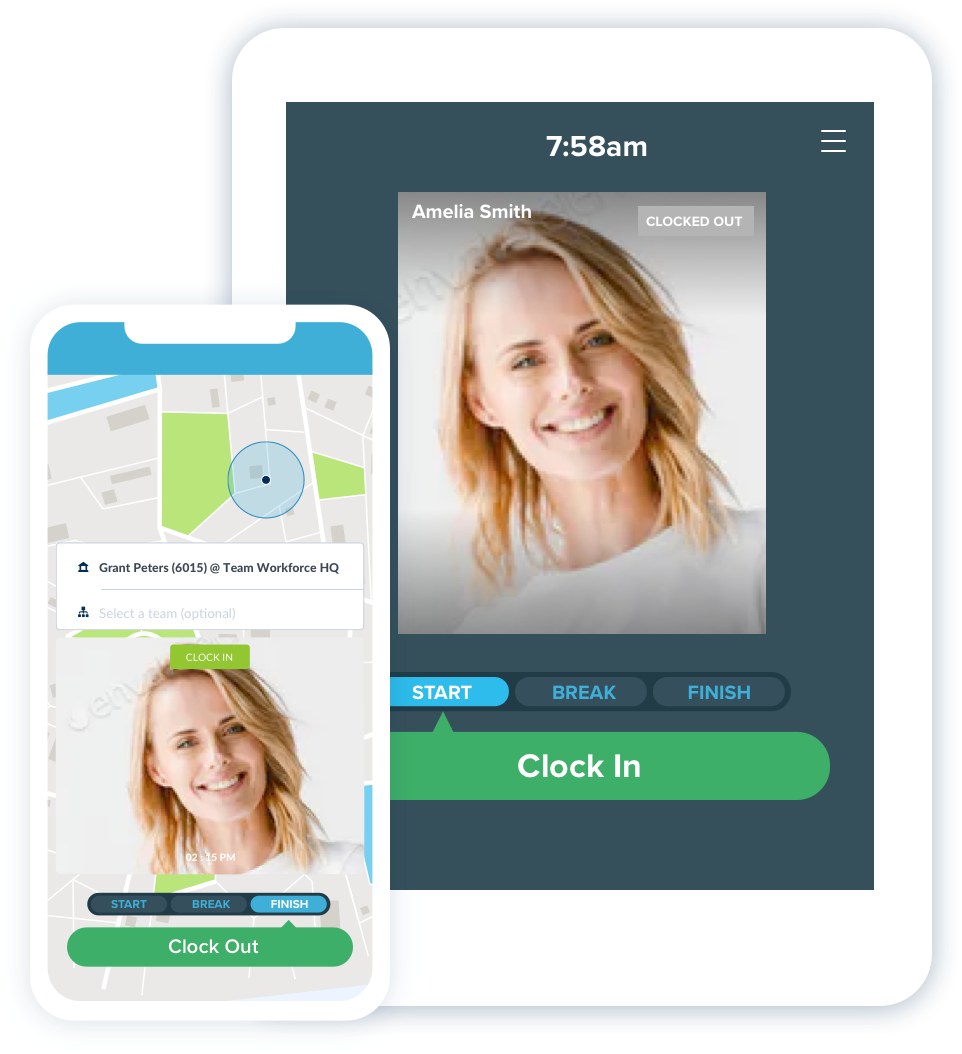 7:58am
Amelia Smith
CLOCKED OUT
START BREAK FINISH
Clock In
Grant Peters (6015) @ Team Workforce HQ
Select a team (optional)
CLOCK IN
02 : 15 PM
START BREAK FINISH
Clock Out